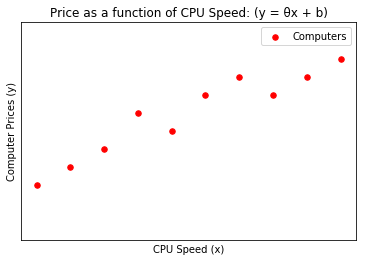 Price as a function of CPU Speed: (y = θx + b)
Computers
Computer Prices (y)
CPU Speed (x)